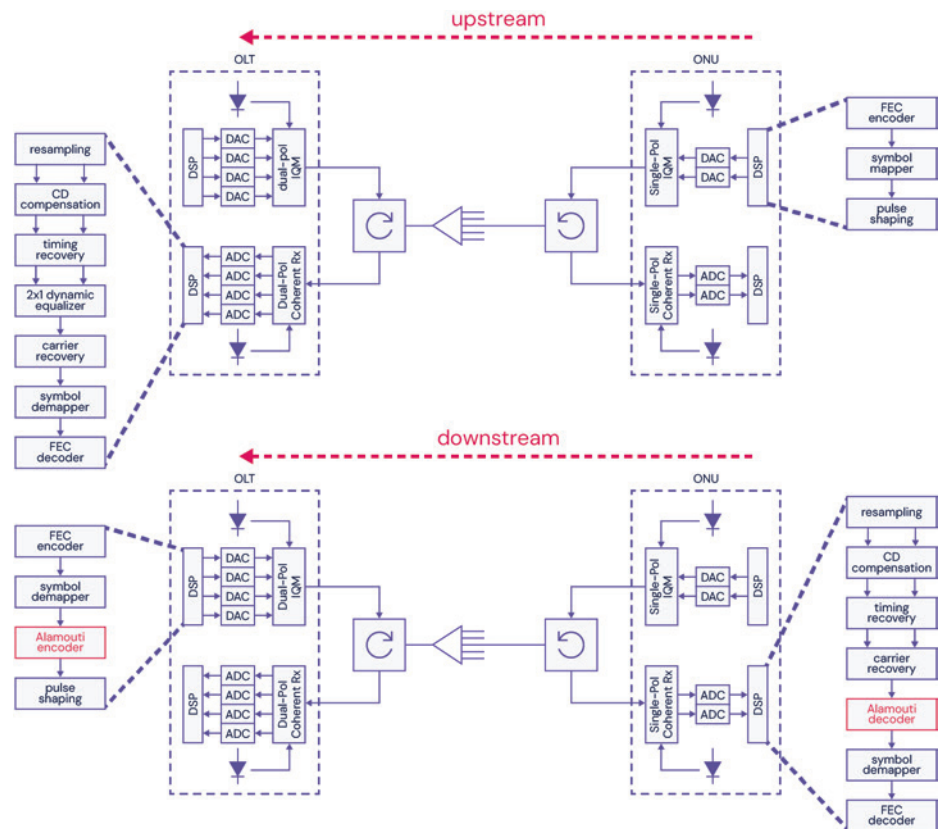 upstream
OLT
ONU
resampling
CD
compensation
timing
recovery
2x1 dynamic
equalizer
carrier
recovery
symbol
demapper
FEC
decoder
DSP
DAC
DAC
DAC
DAC
dual-pol
IQM
DSP
ADC
ADC
ADC
ADC
Dual-Pol
Coherent Rx
Single-Pol
IQM
DAC
DAC
DSP
Single-Pol
Coherent Rx
ADC
ADC
DSP
FEC
encoder
symbol
mapper
pulse
shaping
downstream
OLT
ONU
FEC
encoder
symbol
demapper
Alamouti
encoder
pulse
shaping
DSP
DAC
DAC
DAC
DAC
Dual-Pol
IQM
DSP
ADC
ADC
ADC
ADC
Dual-Pol
Coherent Rx
Single-Pol
IQM
DAC
DAC
DSP
Single-Pol
Coherent Rx
ADC
ADC
DSP
resampling
CD
compensation
timing
recovery
carrier
recovery
Alamouti
decoder
symbol
demapper
FEC
decoder